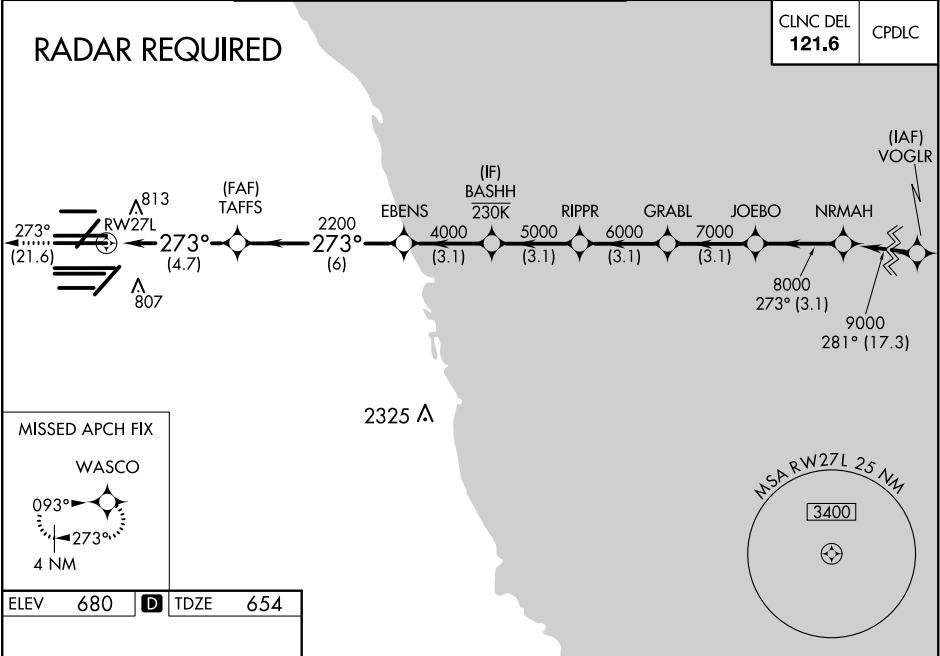 RADAR REQUIRED
CLNC DEL
121.6
CPDLC
(IAF)
VOGLR
813
RW27L
273°
(21.6)
273°
(4.7)
(FAF)
TAFFS
2200
273°
(6)
EBENS
4000
(3.1)
(IF)
BASHH
230K
5000
(3.1)
RIPPR
6000
(3.1)
GRABL
7000
(3.1)
JOEBO
NRMAH
8000
273° (3.1)
9000
281° (17.3)
807
2325
MISSED APCH FIX
WASCO
093°
273°
4 NM
MSA RW27L 25 NM
3400
ELEV 680 D TDZE 654